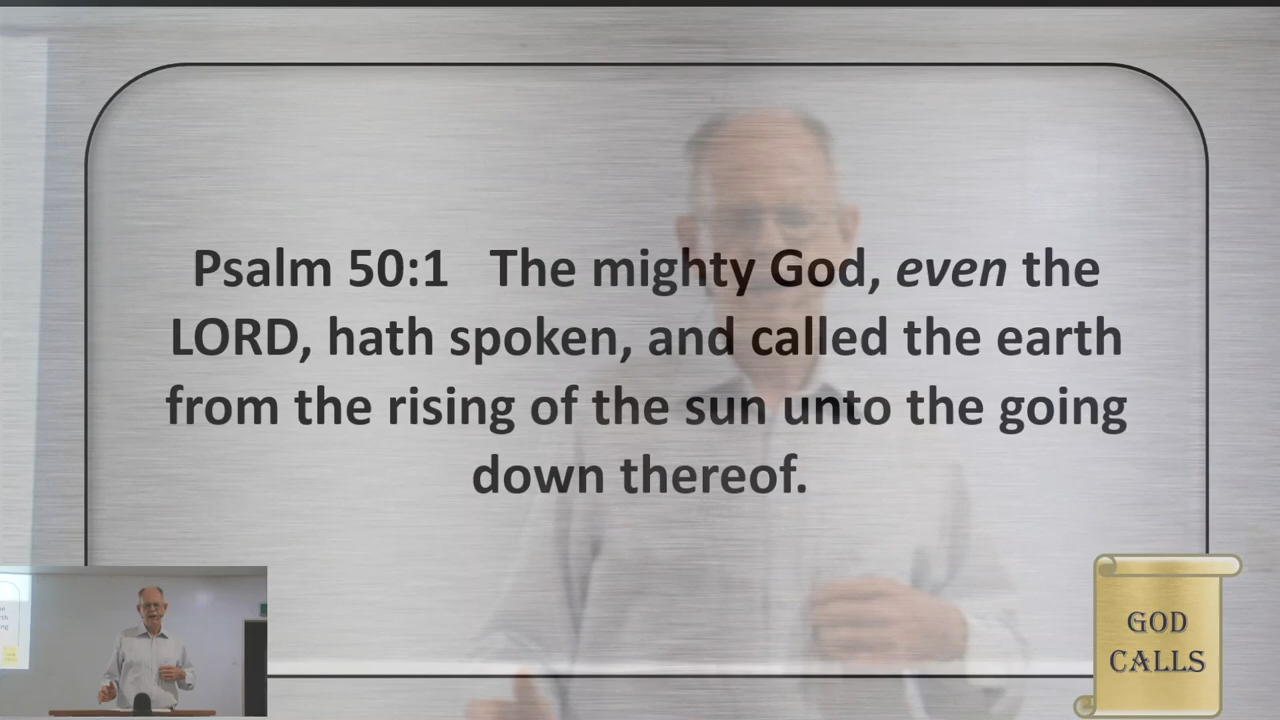 Psalm 50:1 The mighty God, even the
LORD, hath spoken, and called the earth
from the rising of the sun unto the going
down thereof.
GOD
CALLS